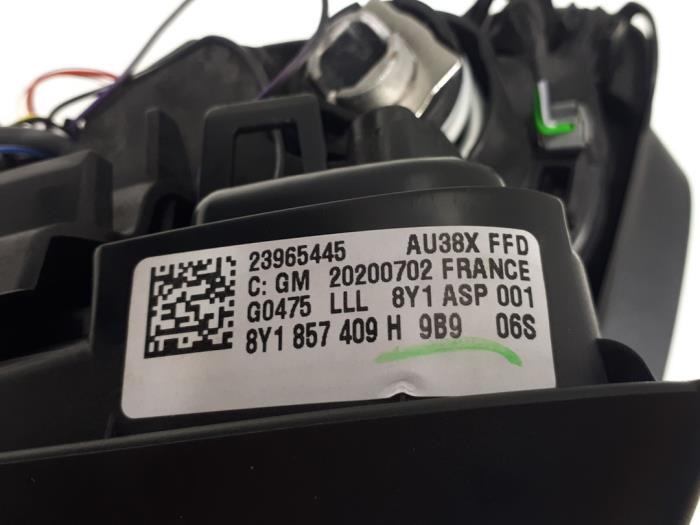 23965445 AU38X FFD
C: GM 20200702 FRANCE
G0475 LLL 8Y1 ASP 001
8Y1 857 409 H 9B9 06S